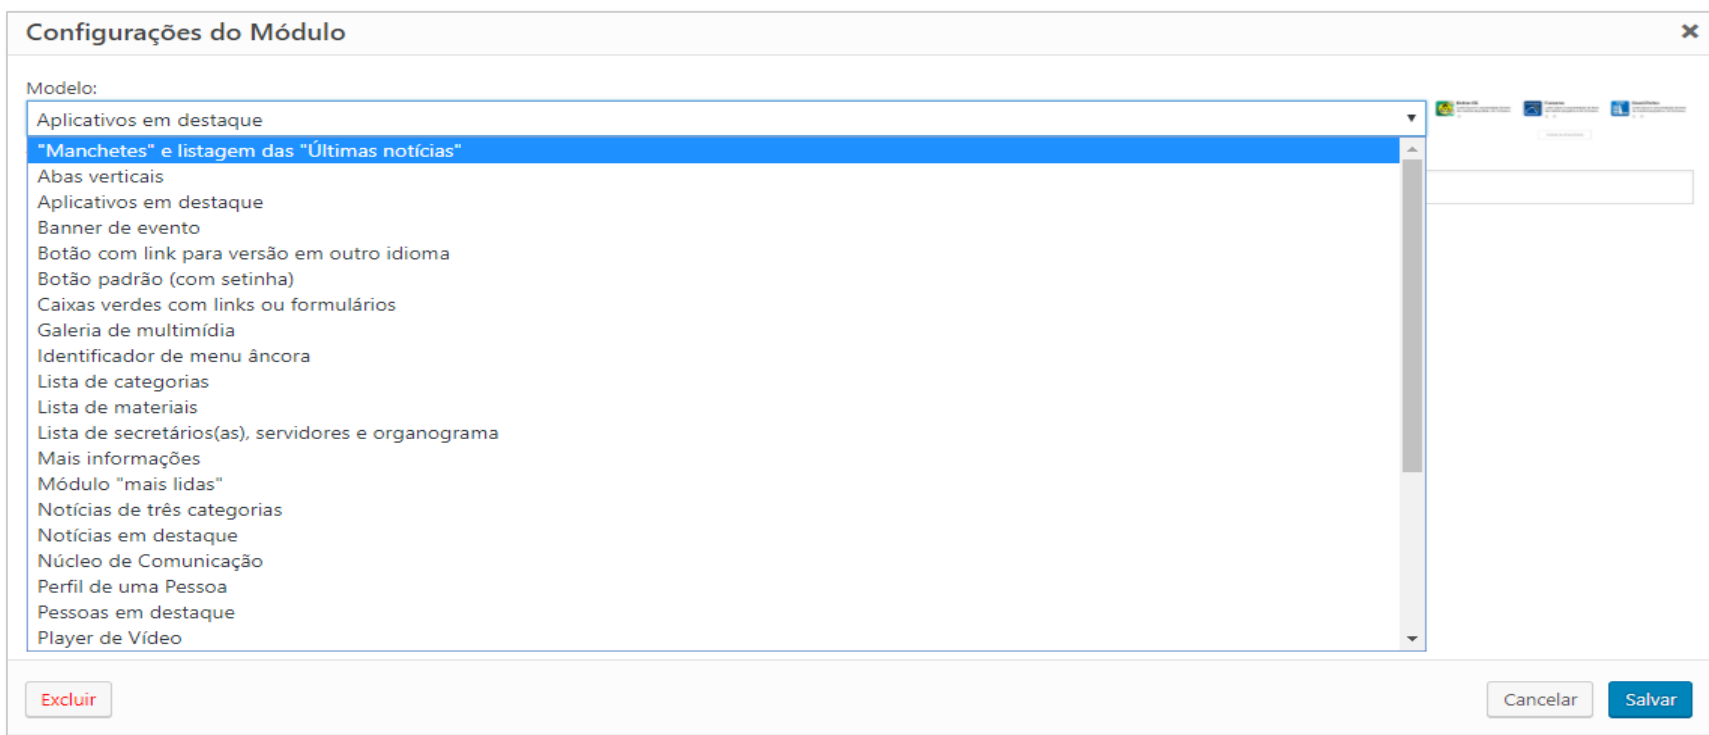 Configurações do Módulo
Modelo:
Aplicativos em destaque
"Manchetes" e listagem das "Últimas notícias"
Abas verticais
Aplicativos em destaque
Banner de evento
Botão com link para versão em outro idioma
Botão padrão (com setinha)
Caixas verdes com links ou formulários
Galeria de multimídia
Identificador de menu âncora
Lista de categorias
Lista de materiais
Lista de secretários(as), servidores e organograma
Mais informações
Módulo "mais lidas"
Notícias de três categorias
Notícias em destaque
Núcleo de Comunicação
Perfil de uma Pessoa
Pessoas em destaque
Player de Vídeo
Excluir
Cancelar
Salvar